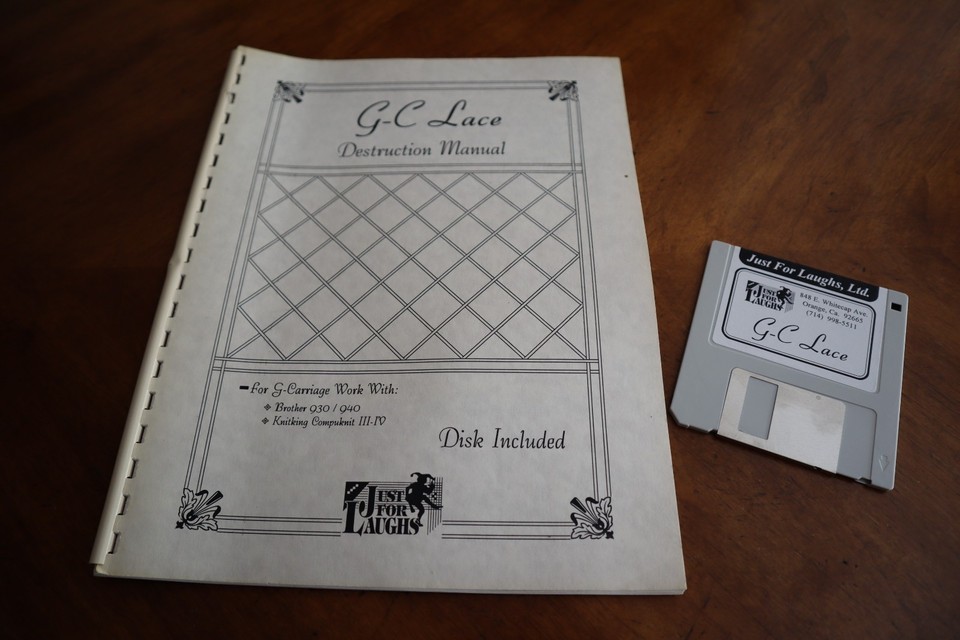 G-C Lace
Destruction Manual
For G-Carriage Work With:
Brother 930 / 940
Knitking Compuknit III-IV
Disk Included
JUST
FOR
LAUGHS
Just For Laughs, Ltd.
JUST
FOR
LAUGHS
848 E. Whitecap Ave.
Orange, Ca. 92665
(714) 998-5511
G-C Lace